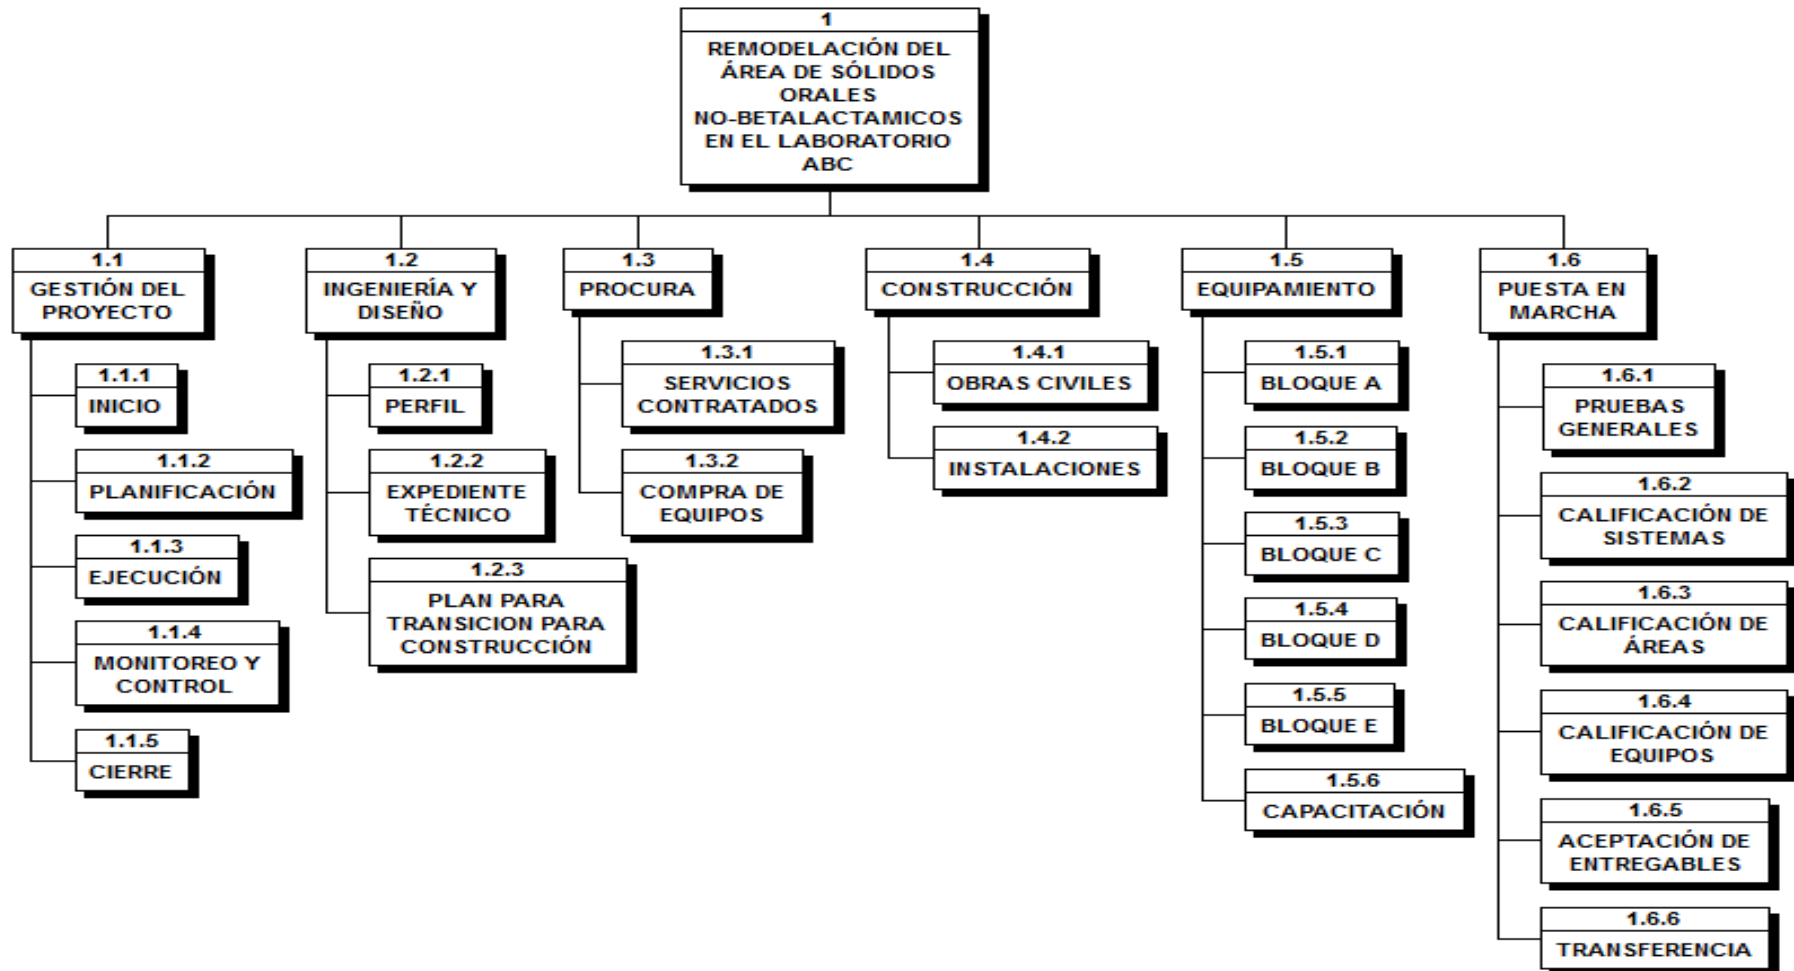 1
REMODELACIÓN DEL
ÁREA DE SÓLIDOS
ORALES
NO-BETALACTAMICOS
EN EL LABORATORIO
ABC
1.1
GESTIÓN DEL
PROYECTO
1.1.1
INICIO
1.1.2
PLANIFICACIÓN
1.1.3
EJECUCIÓN
1.1.4
MONITOREO Y
CONTROL
1.1.5
CIERRE
1.2
INGENIERÍA Y
DISEÑO
1.2.1
PERFIL
1.2.2
EXPEDIENTE
TÉCNICO
1.2.3
PLAN PARA
TRANSICION PARA
CONSTRUCCIÓN
1.3
PROCURA
1.3.1
SERVICIOS
CONTRATADOS
1.3.2
COMPRA DE
EQUIPOS
1.4
CONSTRUCCIÓN
1.4.1
OBRAS CIVILES
1.4.2
INSTALACIONES
1.5
EQUIPAMIENTO
1.5.1
BLOQUE A
1.5.2
BLOQUE B
1.5.3
BLOQUE C
1.5.4
BLOQUE D
1.5.5
BLOQUE E
1.5.6
CAPACITACIÓN
1.6
PUESTA EN
MARCHA
1.6.1
PRUEBAS
GENERALES
1.6.2
CALIFICACIÓN DE
SISTEMAS
1.6.3
CALIFICACIÓN DE
ÁREAS
1.6.4
CALIFICACIÓN DE
EQUIPOS
1.6.5
ACEPTACIÓN DE
ENTREGABLES
1.6.6
TRANSFERENCIA